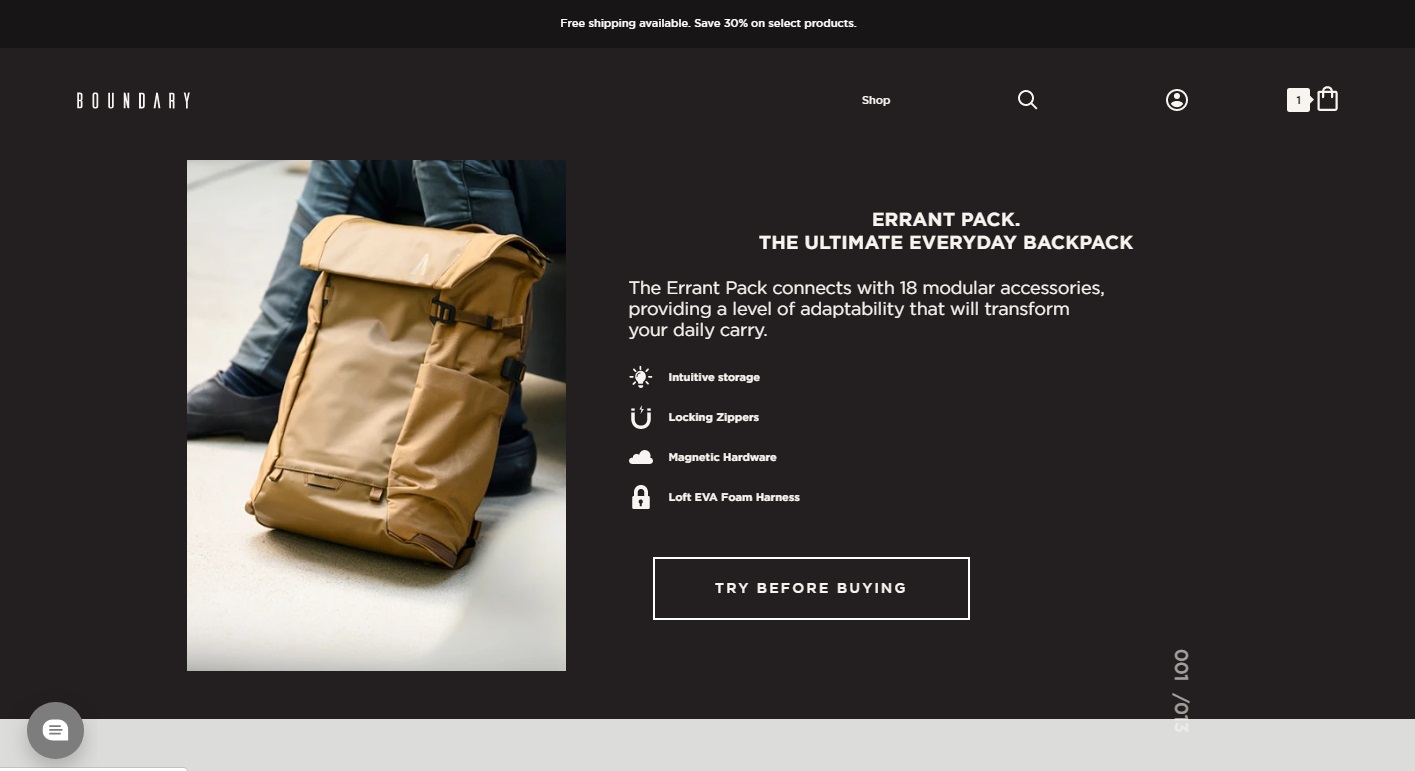 Free shipping available. Save 30% on select products.
BOUNDARY
Shop
1
ERRANT PACK.
THE ULTIMATE EVERYDAY BACKPACK
The Errant Pack connects with 18 modular accessories,
providing a level of adaptability that will transform
your daily carry.
Intuitive storage
Locking Zippers
Magnetic Hardware
Loft EVA Foam Harness
TRY BEFORE BUYING
001 /013